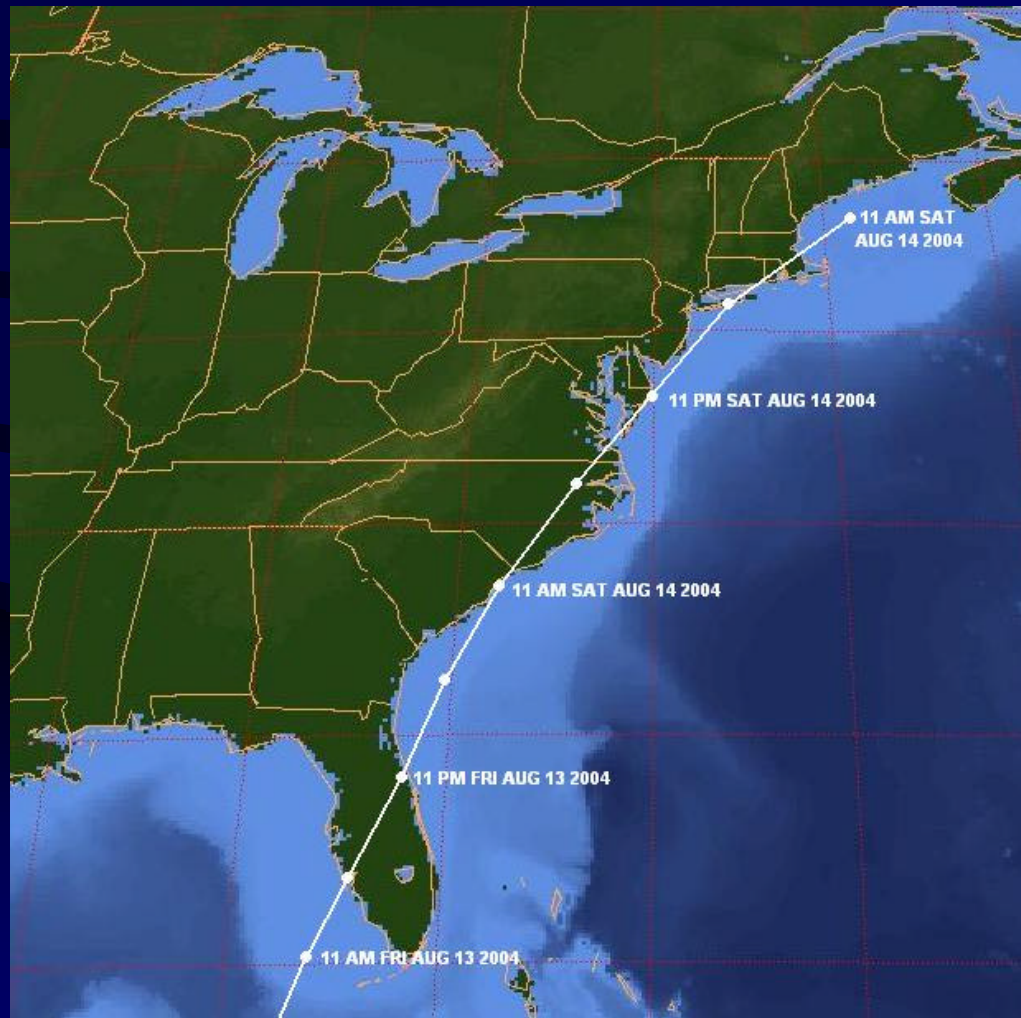 11 AM SAT
AUG 14 2004
11 PM SAT AUG 14 2004
11 AM SAT AUG 14 2004
11 PM FRI AUG 13 2004
11 AM FRI AUG 13 2004